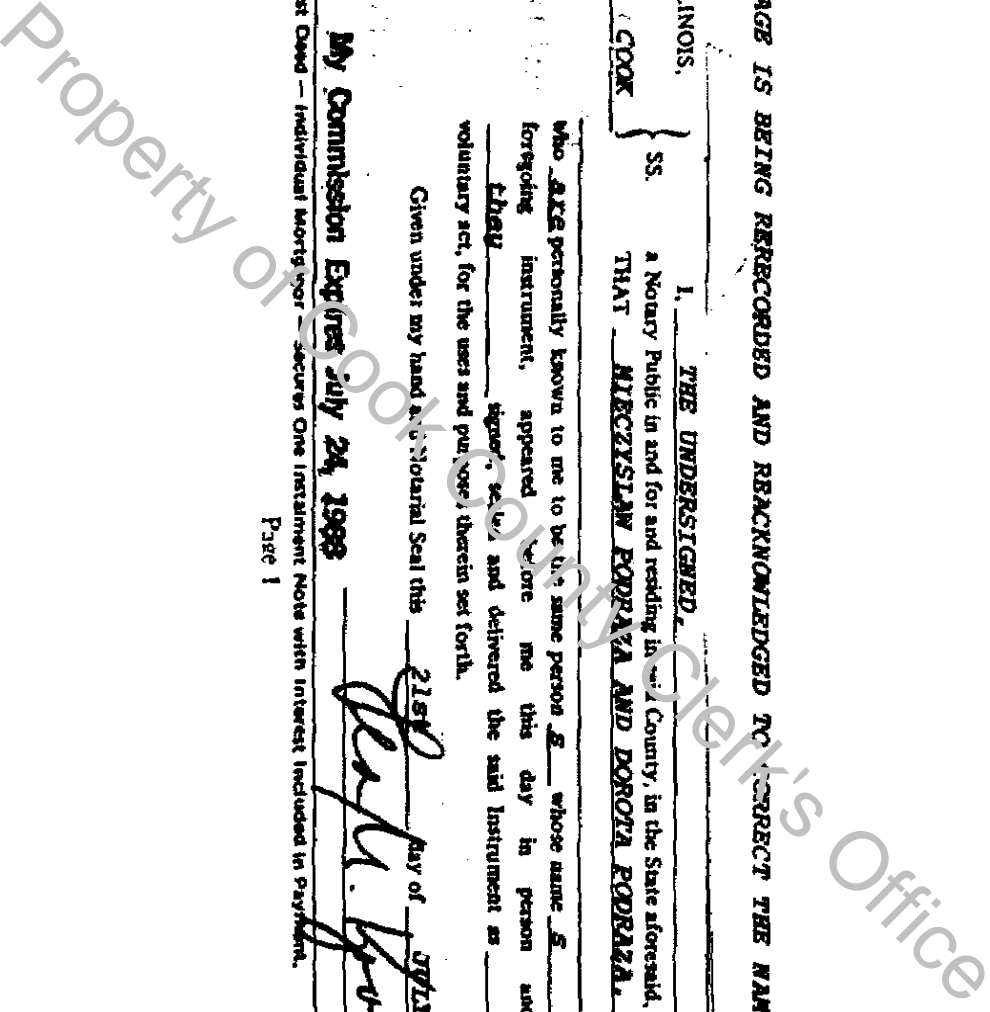 AGE IS BEING RERECORDED AND REACKNOWLEDGED TO CORRECT THE NAM
LINOIS,
COOK } SS.
I, THE UNDERSIGNED,
a Notary Public in and for and residing in said County, in the State aforesaid,
THAT MIECZYSLAW PODRAZA AND DOROTA PODRAZA,
who are personally known to me to be the same person s whose name s
foregoing instrument, appeared before me this day in person and
they signed, sealed and delivered the said Instrument as
voluntary act, for the uses and purposes therein set forth.
Given under my hand and Notarial Seal this 21st day of JULY
My Commission Expires July 24, 1988
st Deed — Individual Mortgagor — Secures One Instalment Note with Interest Included in Payment.
Page 1
Property of Cook County Clerk's Office